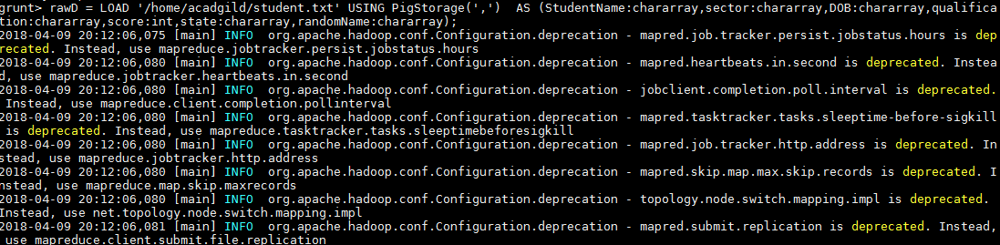 grunt> rawD = LOAD '/home/acadgild/student.txt' USING PigStorage(',')  AS (StudentName:chararray,sector:chararray,DOB:chararray,qualifica
tion:chararray,score:int,state:chararray,randomName:chararray);
2018-04-09 20:12:06,075 [main] INFO  org.apache.hadoop.conf.Configuration.deprecation - mapred.job.tracker.persist.jobstatus.hours is dep
recated. Instead, use mapreduce.jobtracker.persist.jobstatus.hours
2018-04-09 20:12:06,080 [main] INFO  org.apache.hadoop.conf.Configuration.deprecation - mapred.heartbeats.in.second is deprecated. Instea
d, use mapreduce.jobtracker.heartbeats.in.second
2018-04-09 20:12:06,080 [main] INFO  org.apache.hadoop.conf.Configuration.deprecation - jobclient.completion.poll.interval is deprecated.
 Instead, use mapreduce.client.completion.pollinterval
2018-04-09 20:12:06,080 [main] INFO  org.apache.hadoop.conf.Configuration.deprecation - mapred.tasktracker.tasks.sleeptime-before-sigkill
 is deprecated. Instead, use mapreduce.tasktracker.tasks.sleeptimebeforesigkill
2018-04-09 20:12:06,080 [main] INFO  org.apache.hadoop.conf.Configuration.deprecation - mapred.job.tracker.http.address is deprecated. In
stead, use mapreduce.jobtracker.http.address
2018-04-09 20:12:06,080 [main] INFO  org.apache.hadoop.conf.Configuration.deprecation - mapred.skip.map.max.skip.records is deprecated. I
nstead, use mapreduce.map.skip.maxrecords
2018-04-09 20:12:06,080 [main] INFO  org.apache.hadoop.conf.Configuration.deprecation - topology.node.switch.mapping.impl is deprecated.
Instead, use net.topology.node.switch.mapping.impl
2018-04-09 20:12:06,081 [main] INFO  org.apache.hadoop.conf.Configuration.deprecation - mapred.submit.replication is deprecated. Instead,
 use mapreduce.client.submit.file.replication